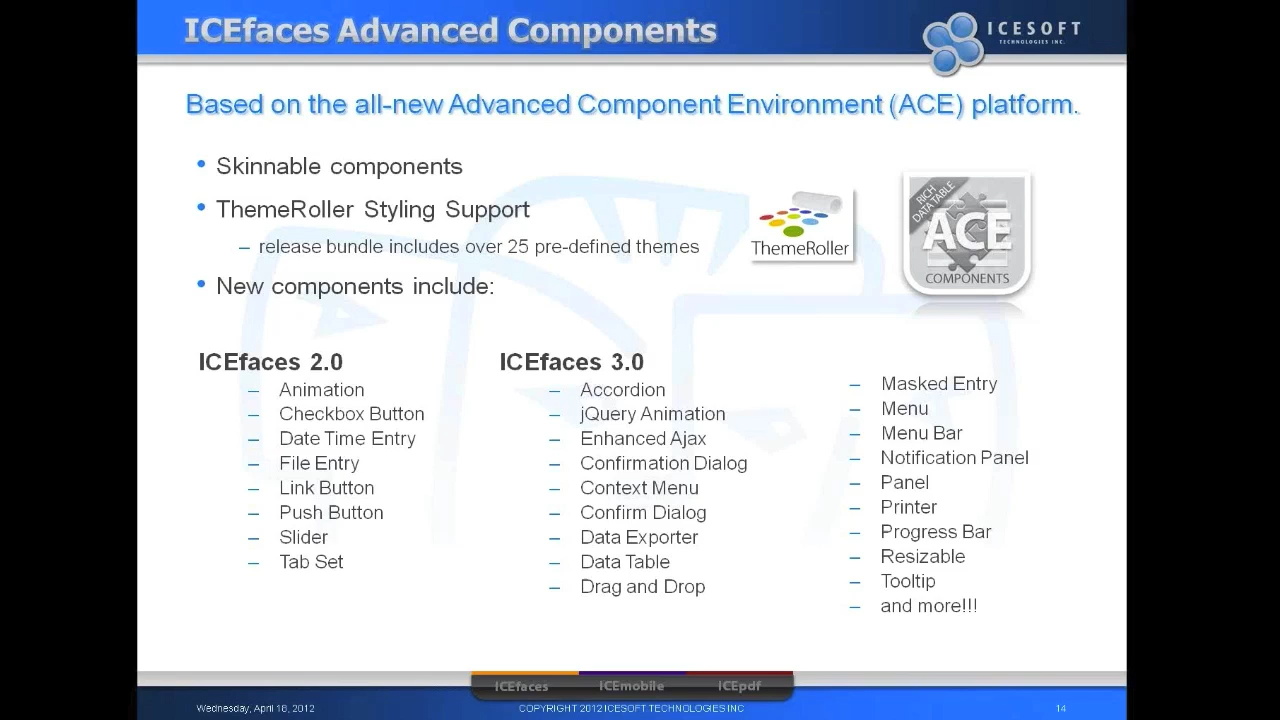 ICEfaces Advanced Components
ICESOFT
TECHNOLOGIES INC.
Based on the all-new Advanced Component Environment (ACE) platform.
• Skinnable components
• ThemeRoller Styling Support
– release bundle includes over 25 pre-defined themes
• New components include:
ThemeRoller
RICH
DATA TABLE
ACE
COMPONENTS
ICEfaces 2.0
– Animation
– Checkbox Button
– Date Time Entry
– File Entry
– Link Button
– Push Button
– Slider
– Tab Set
ICEfaces 3.0
– Accordion
– jQuery Animation
– Enhanced Ajax
– Confirmation Dialog
– Context Menu
– Confirm Dialog
– Data Exporter
– Data Table
– Drag and Drop
– Masked Entry
– Menu
– Menu Bar
– Notification Panel
– Panel
– Printer
– Progress Bar
– Resizable
– Tooltip
– and more!!!
ICEfaces ICEmobile ICEpdf
Wednesday, April 18, 2012 COPYRIGHT 2012 ICESOFT TECHNOLOGIES INC 14